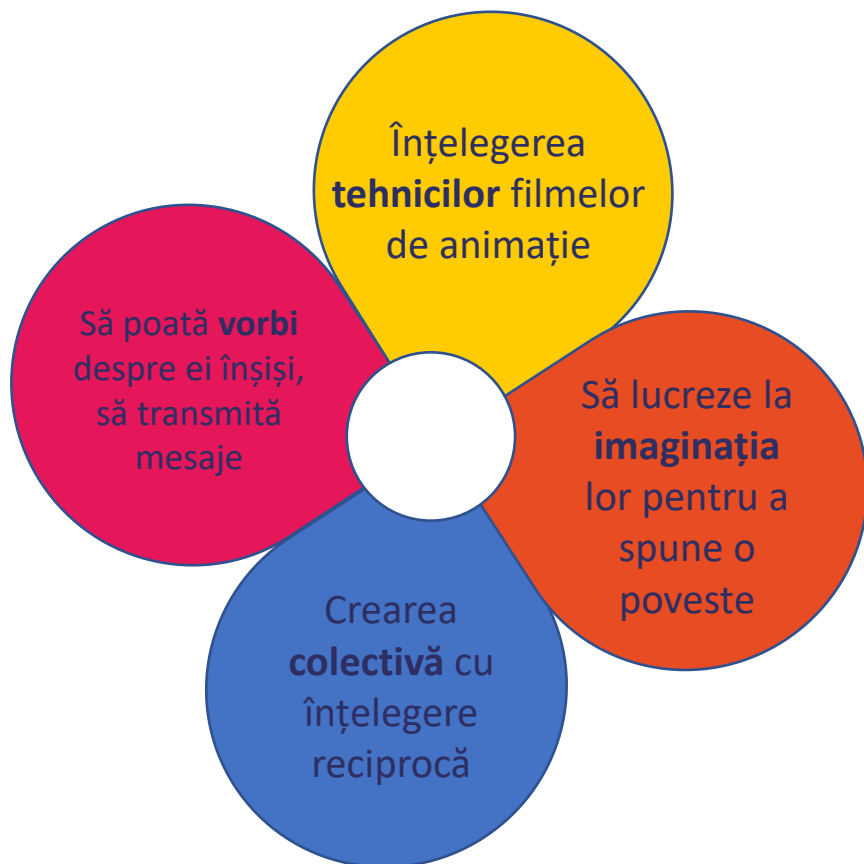 Înțelegerea
tehnicilor filmelor
de animație
Să lucreze la
imaginația
lor pentru a
spune o
poveste
Crearea
colectivă cu
înțelegere
reciprocă
Să poată vorbi
despre ei înșiși,
să transmită
mesaje